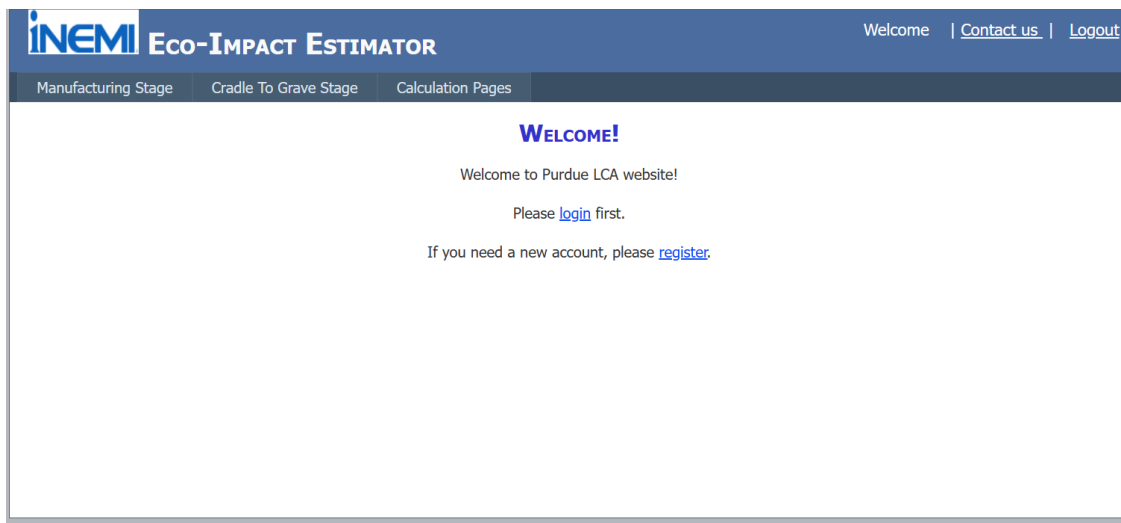 iNEMI Eco-Impact Estimator
Welcome | Contact us | Logout
Manufacturing Stage Cradle To Grave Stage Calculation Pages
Welcome!
Welcome to Purdue LCA website!
Please login first.
If you need a new account, please register.